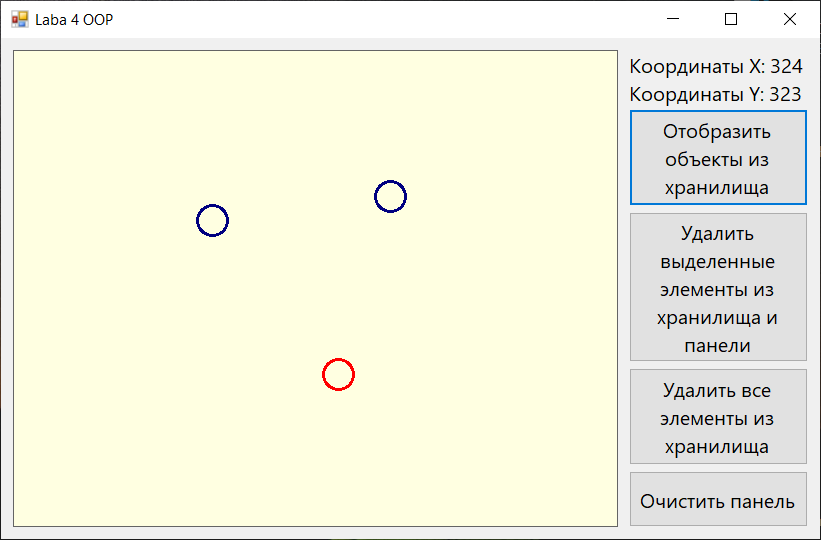 Laba 4 OOP
Координаты X: 324
Координаты Y: 323
Отобразить
объекты из
хранилища
Удалить
выделенные
элементы из
хранилища и
панели
Удалить все
элементы из
хранилища
Очистить панель